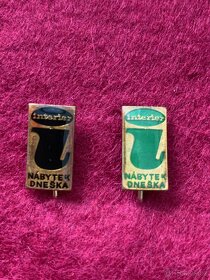 interier
NÁBYTEK
DNEŠKA
interier
NÁBYTEK
DNEŠKA